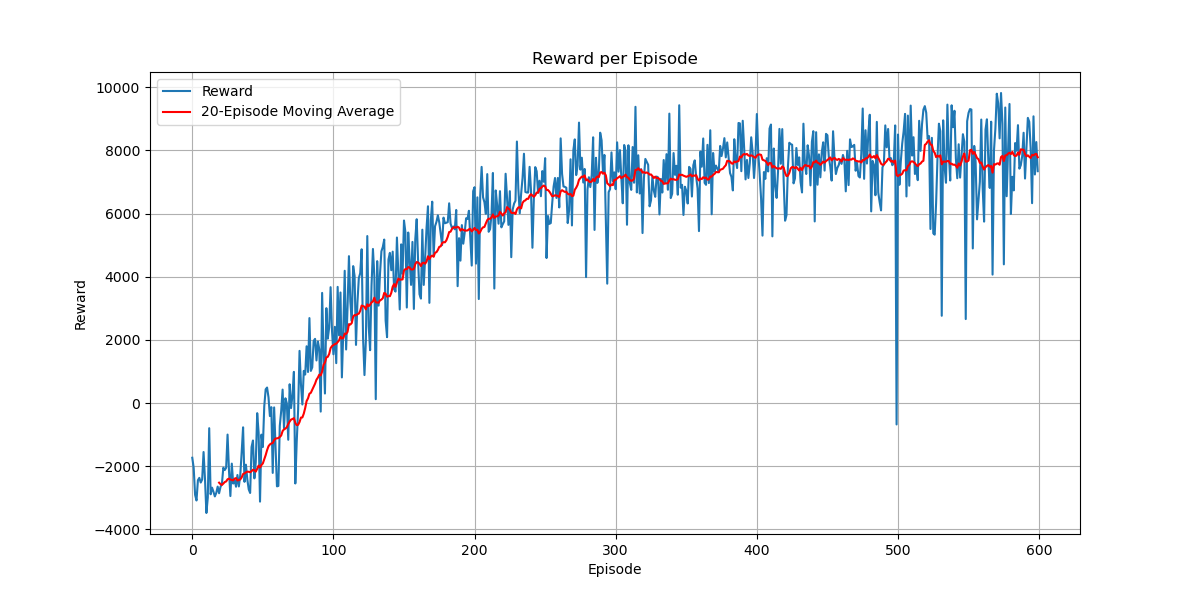 Reward per Episode
Reward
20-Episode Moving Average
10000
8000
6000
4000
2000
0
−2000
−4000
Reward
0 100 200 300 400 500 600
Episode